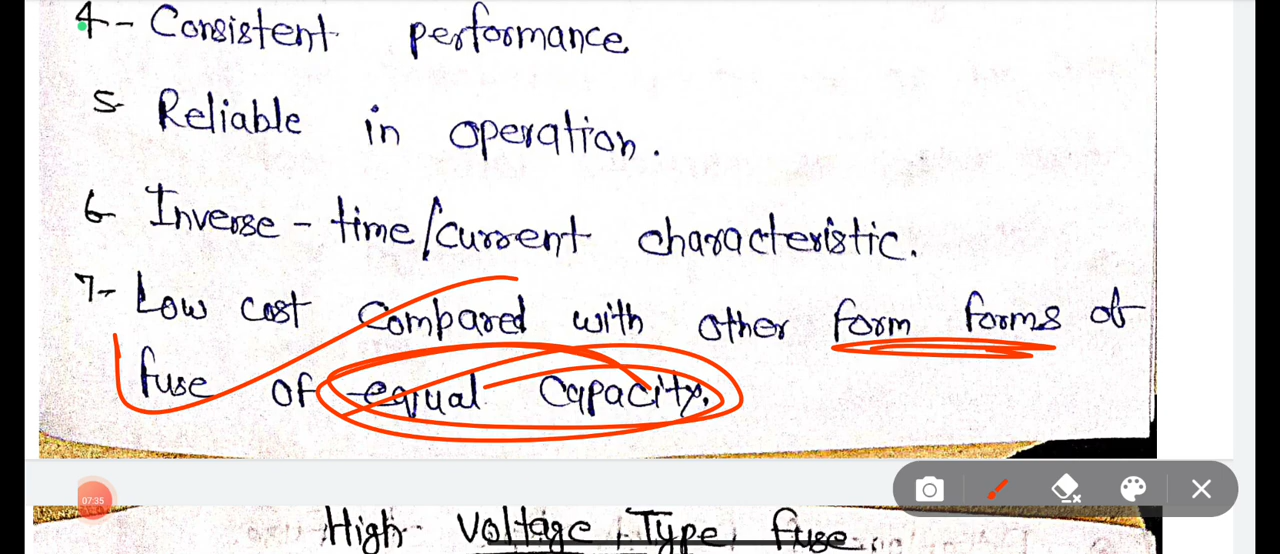 4- Consistent performance
5- Reliable in operation.
6- Inverse - time/current characteristic.
7- Low cost Compared with other form forms of
fuse of equal Capacity.
07:35
High Voltage Type fuse